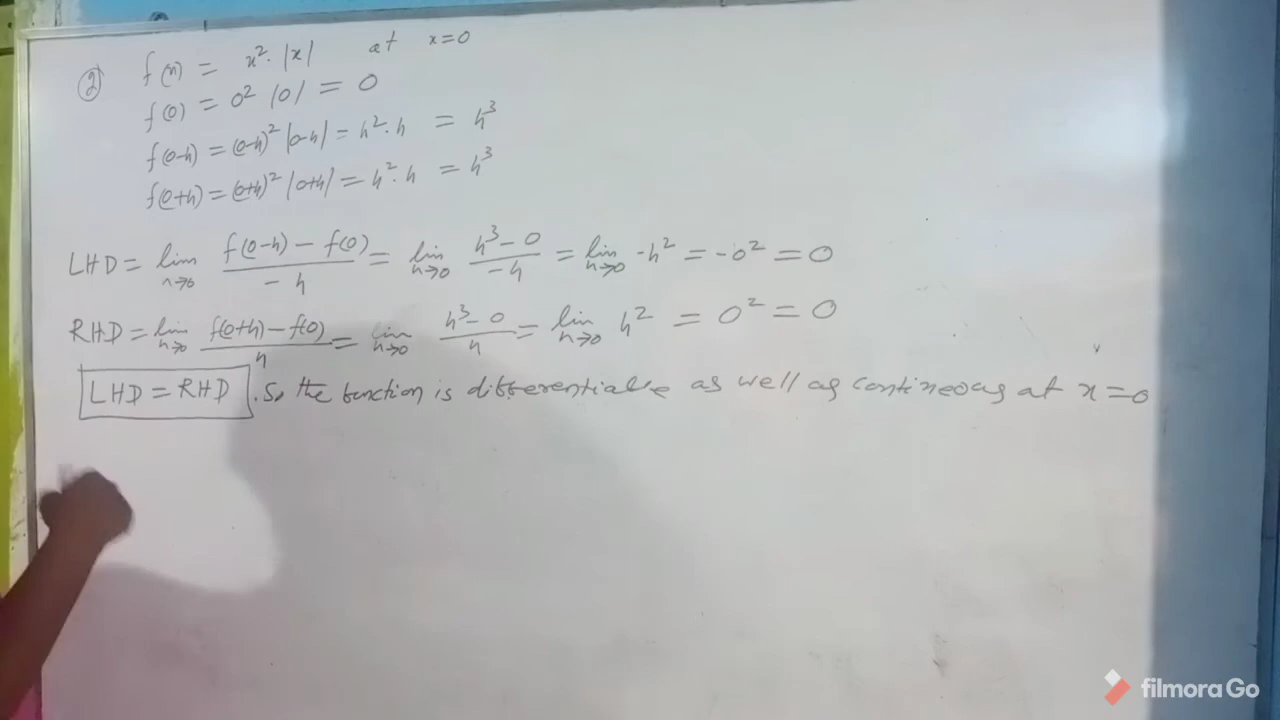 ② f(x) = x². |x| at x=0
f(0) = 0² |0| = 0
f(0-h) = (0-h)² |0-h| = h². h = h³
f(0+h) = (0+h)² |0+h| = h². h = h³
LHD = lim h→0 f(0-h) - f(0) / -h = lim h→0 h³-0 / -h = lim h→0 -h² = -0² = 0
RHD = lim h→0 f(0+h) - f(0) / h = lim h→0 h³-0 / h = lim h→0 h² = 0² = 0
LHD = RHD . So the function is differentiable as well as contineous at x=0
filmoraGo